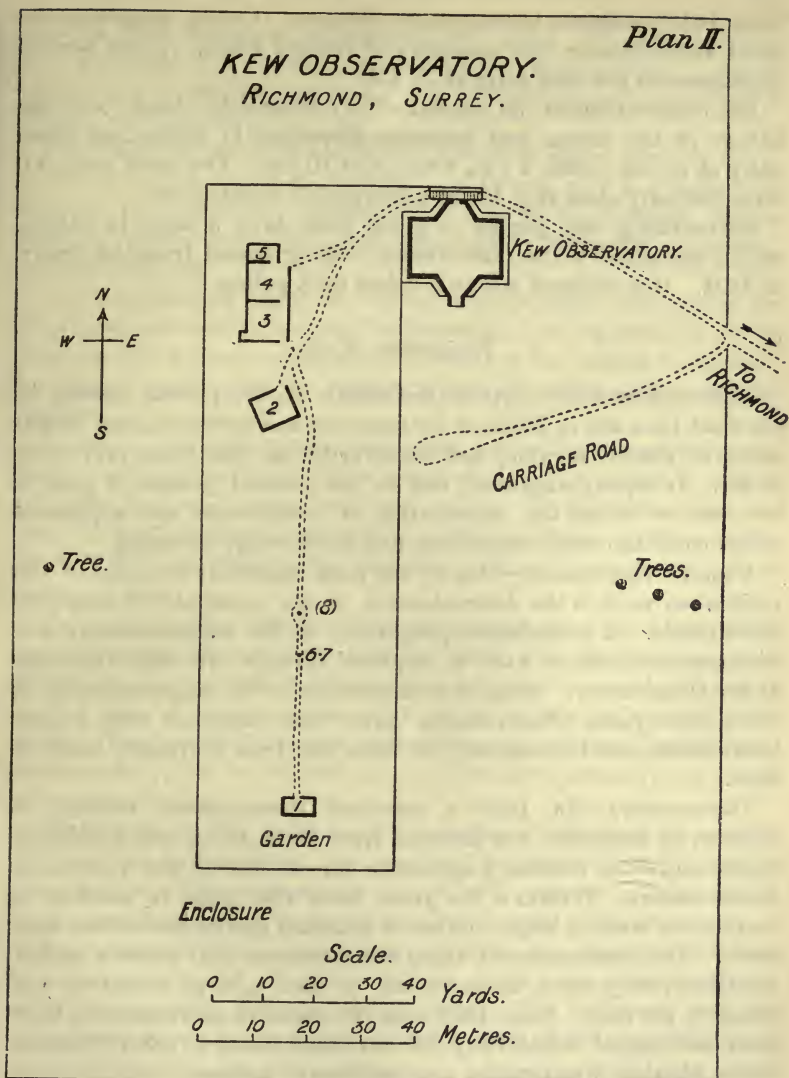 Plan II.
KEW OBSERVATORY.
RICHMOND, SURREY.
KEW OBSERVATORY.
5
4
3
N
W E
S
2
TO
RICHMOND
CARRIAGE ROAD
Tree.
Trees.
(8)
6·7
1
Garden
Enclosure
Scale.
0 10 20 30 40 Yards.
0 10 20 30 40 Metres.